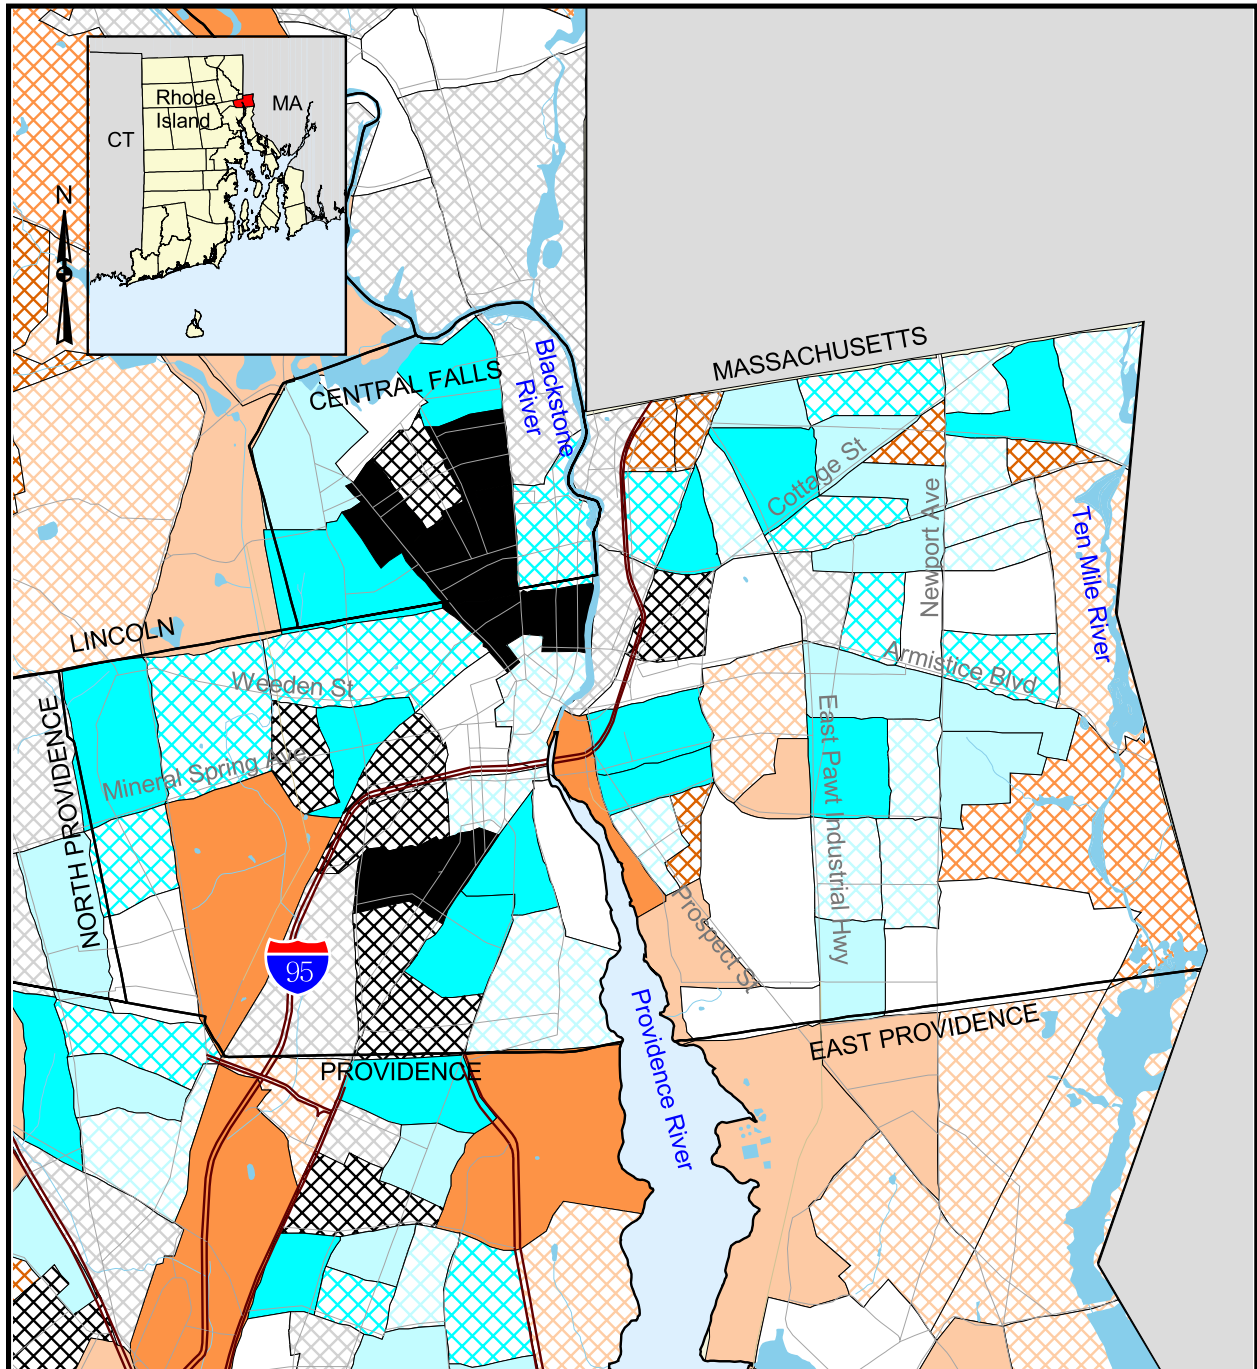 Rhode
Island
MA
CT
N
MASSACHUSETTS
CENTRAL FALLS
Blackstone
River
Cottage St
Newport Ave
Ten Mile River
LINCOLN
Weeden St
Armistice Blvd
NORTH PROVIDENCE
Mineral Spring Ave
East Pawt Industrial Hwy
Prospect St
95
Providence River
EAST PROVIDENCE
PROVIDENCE